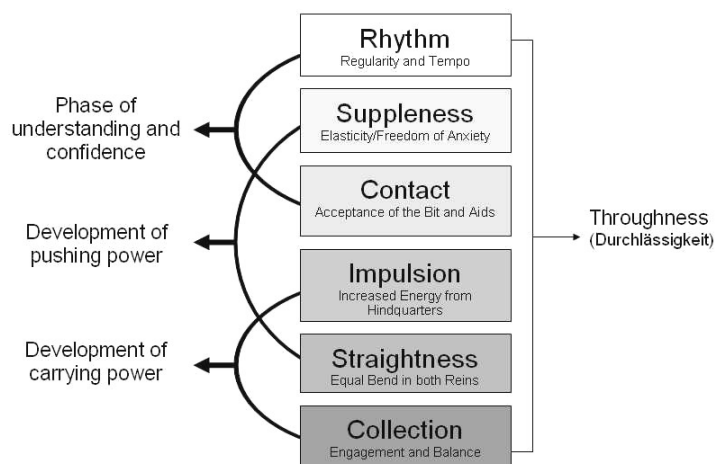 Rhythm
Regularity and Tempo
Suppleness
Elasticity/Freedom of Anxiety
Contact
Acceptance of the Bit and Aids
Impulsion
Increased Energy from
Hindquarters
Straightness
Equal Bend in both Reins
Collection
Engagement and Balance
Phase of
understanding and
confidence
Development of
pushing power
Development of
carrying power
Throughness
(Durchlässigkeit)